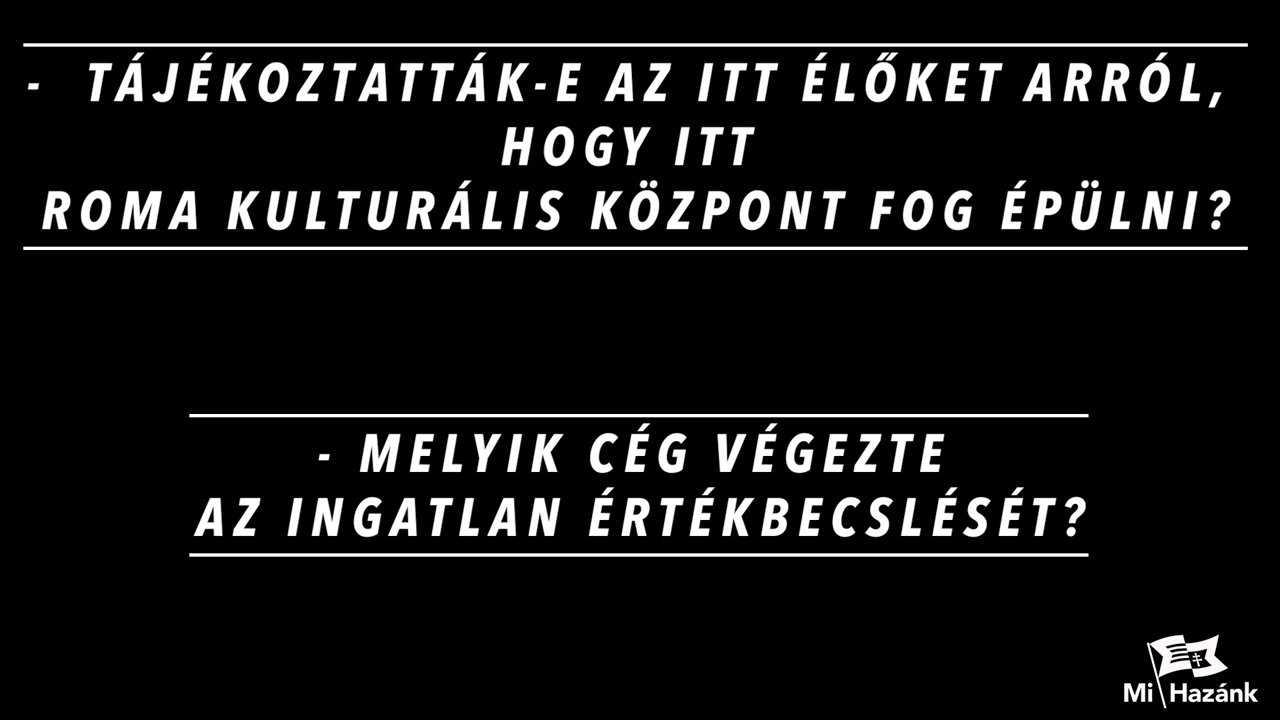 - TÁJÉKOZTATTÁK-E AZ ITT ÉLŐKET ARRÓL,
HOGY ITT
ROMA KULTURÁLIS KÖZPONT FOG ÉPÜLNI?
- MELYIK CÉG VÉGEZTE
AZ INGATLAN ÉRTÉKBECSLÉSÉT?
Mi Hazánk